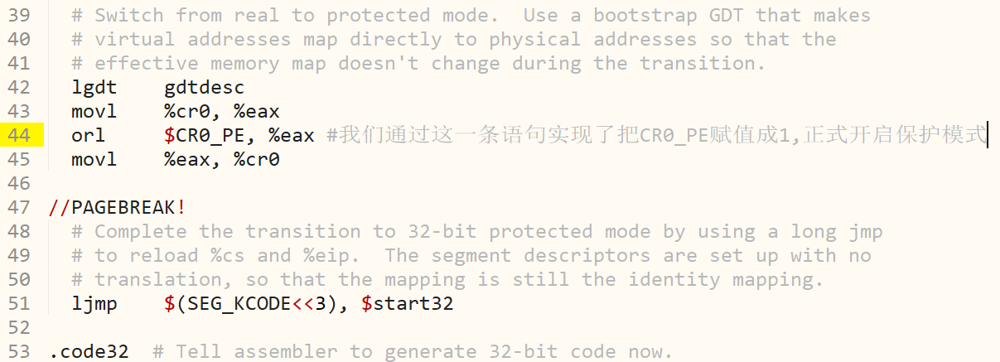 39 # Switch from real to protected mode.  Use a bootstrap GDT that makes
40 # virtual addresses map directly to physical addresses so that the
41 # effective memory map doesn't change during the transition.
42 lgdt    gdtdesc
43 movl    %cr0, %eax
44 orl     $CR0_PE, %eax #我们通过这一条语句实现了把CR0_PE赋值成1,正式开启保护模式
45 movl    %eax, %cr0
46
47 //PAGEBREAK!
48 # Complete the transition to 32-bit protected mode by using a long jmp
49 # to reload %cs and %eip.  The segment descriptors are set up with no
50 # translation, so that the mapping is still the identity mapping.
51 ljmp    $(SEG_KCODE<<3), $start32
52
53 .code32  # Tell assembler to generate 32-bit code now.